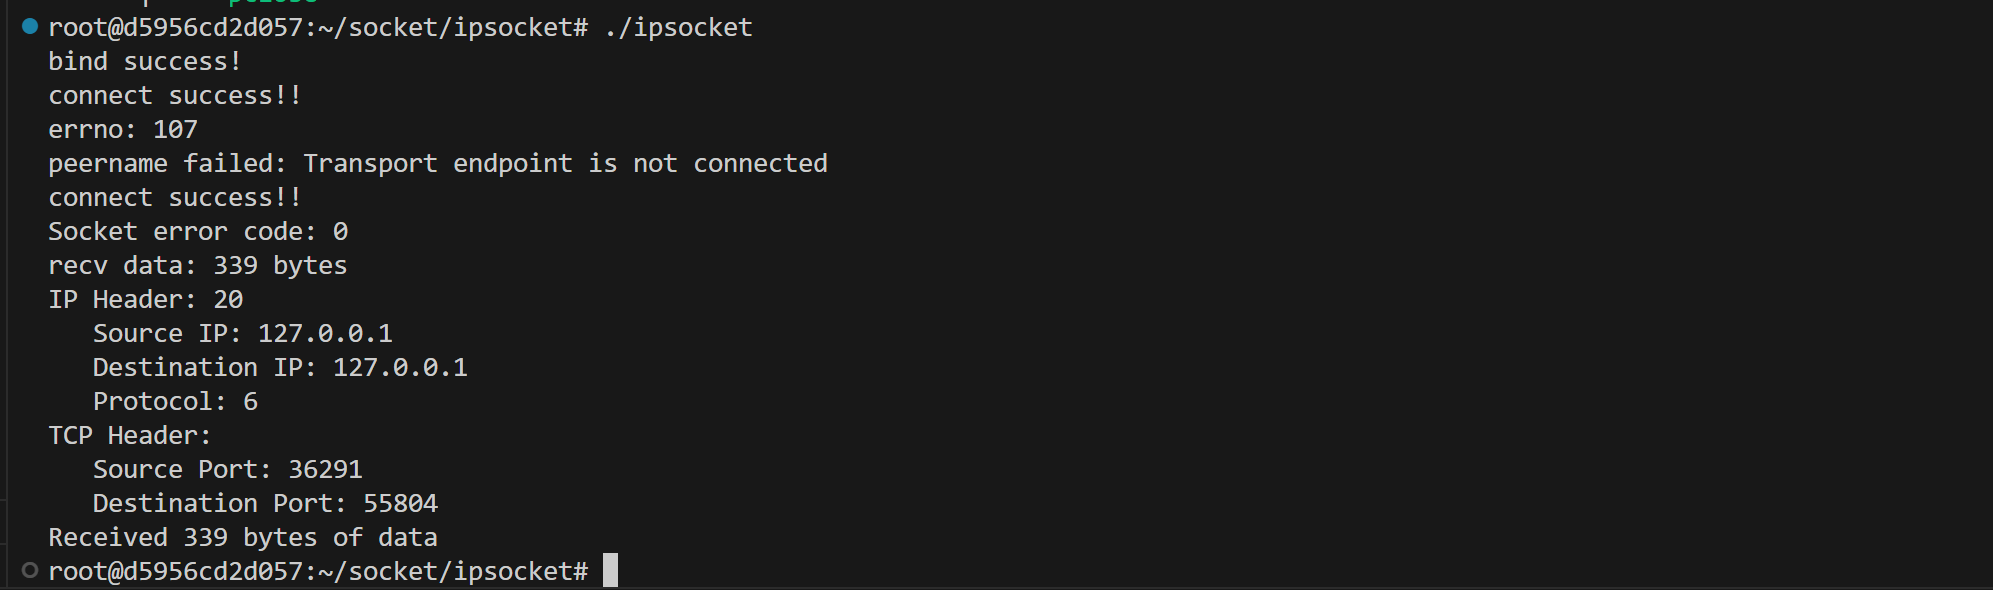 root@d5956cd2d057:~/socket/ipsocket# ./ipsocket
bind success!
connect success!!
errno: 107
peername failed: Transport endpoint is not connected
connect success!!
Socket error code: 0
recv data: 339 bytes
IP Header: 20
   Source IP: 127.0.0.1
   Destination IP: 127.0.0.1
   Protocol: 6
TCP Header:
   Source Port: 36291
   Destination Port: 55804
Received 339 bytes of data
root@d5956cd2d057:~/socket/ipsocket#